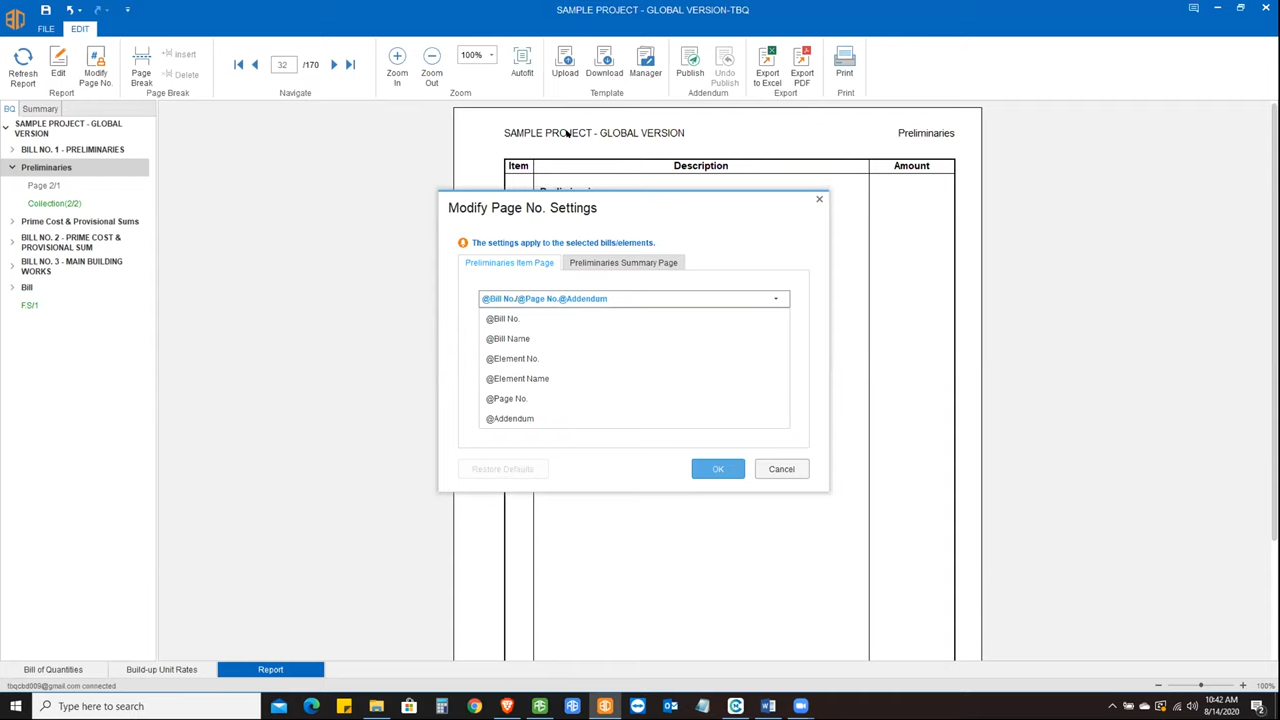 SAMPLE PROJECT - GLOBAL VERSION-TBQ
FILE
EDIT
Refresh
Report
Edit
Modify
Page No.
Report
Page
Break
Insert
Delete
Page Break
32
/170
Navigate
Zoom
In
Zoom
Out
100%
Autofit
Zoom
Upload
Download
Manager
Template
Publish
Undo
Publish
Addendum
Export
to Excel
Export
PDF
Export
Print
Print
BQ
Summary
SAMPLE PROJECT - GLOBAL
VERSION
BILL NO. 1 - PRELIMINARIES
Preliminaries
Page 2/1
Collection(2/2)
Prime Cost & Provisional Sums
BILL NO. 2 - PRIME COST &
PROVISIONAL SUM
BILL NO. 3 - MAIN BUILDING
WORKS
Bill
F.S/1
SAMPLE PROJECT - GLOBAL VERSION
Preliminaries
Item
Description
Amount
Modify Page No. Settings
The settings apply to the selected bills/elements.
Preliminaries Item Page
Preliminaries Summary Page
@Bill No./@Page No.@Addendum
@Bill No.
@Bill Name
@Element No.
@Element Name
@Page No.
@Addendum
Restore Defaults
OK
Cancel
Bill of Quantities
Build-up Unit Rates
Report
tbqcbd009@gmail.com connected
100%
Type here to search
10:42 AM
8/14/2020
2